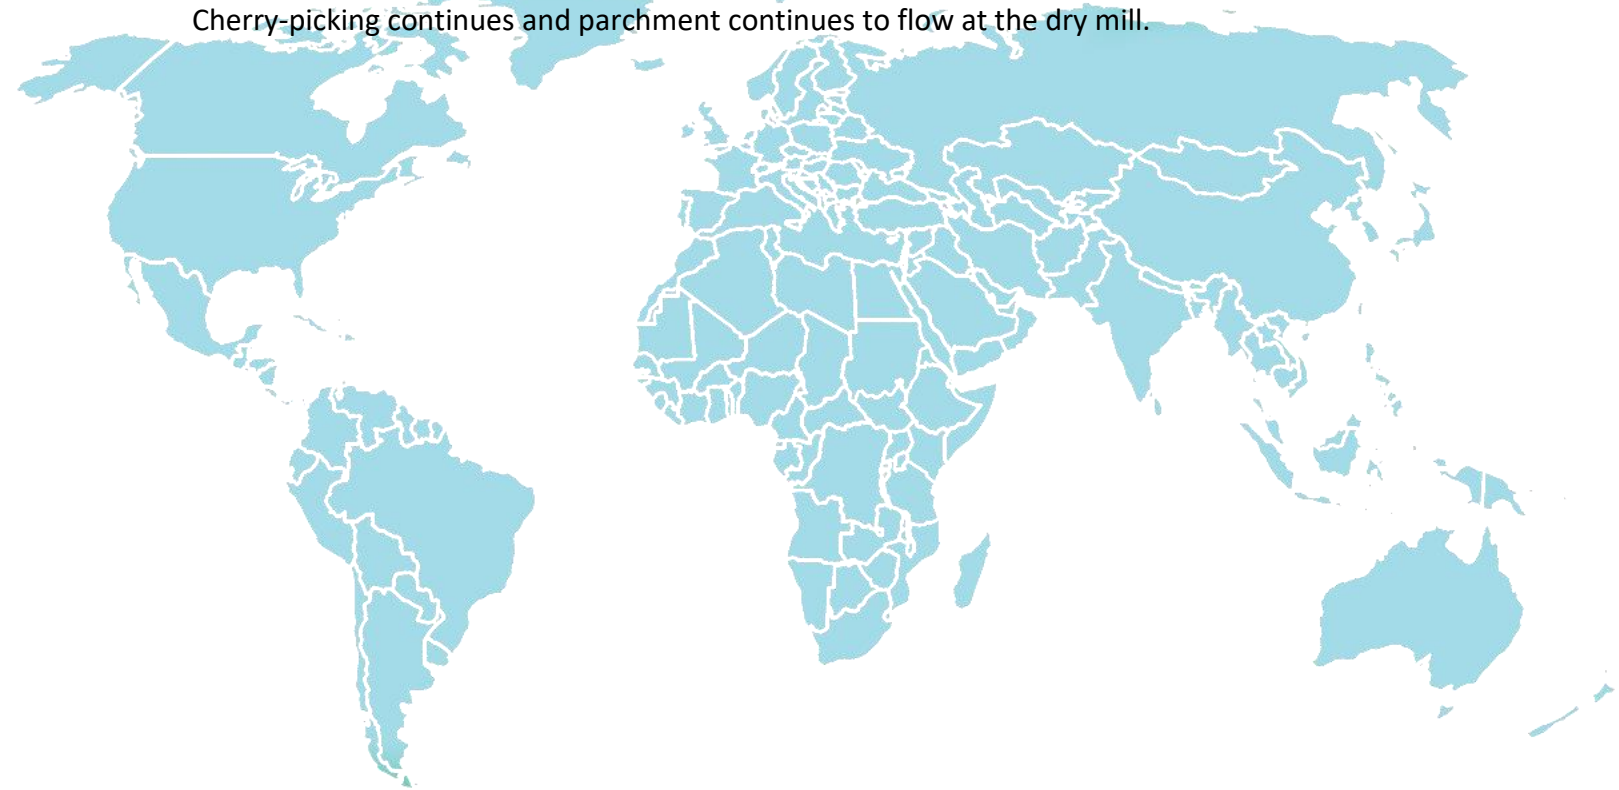 Cherry-picking continues and parchment continues to flow at the dry mill.